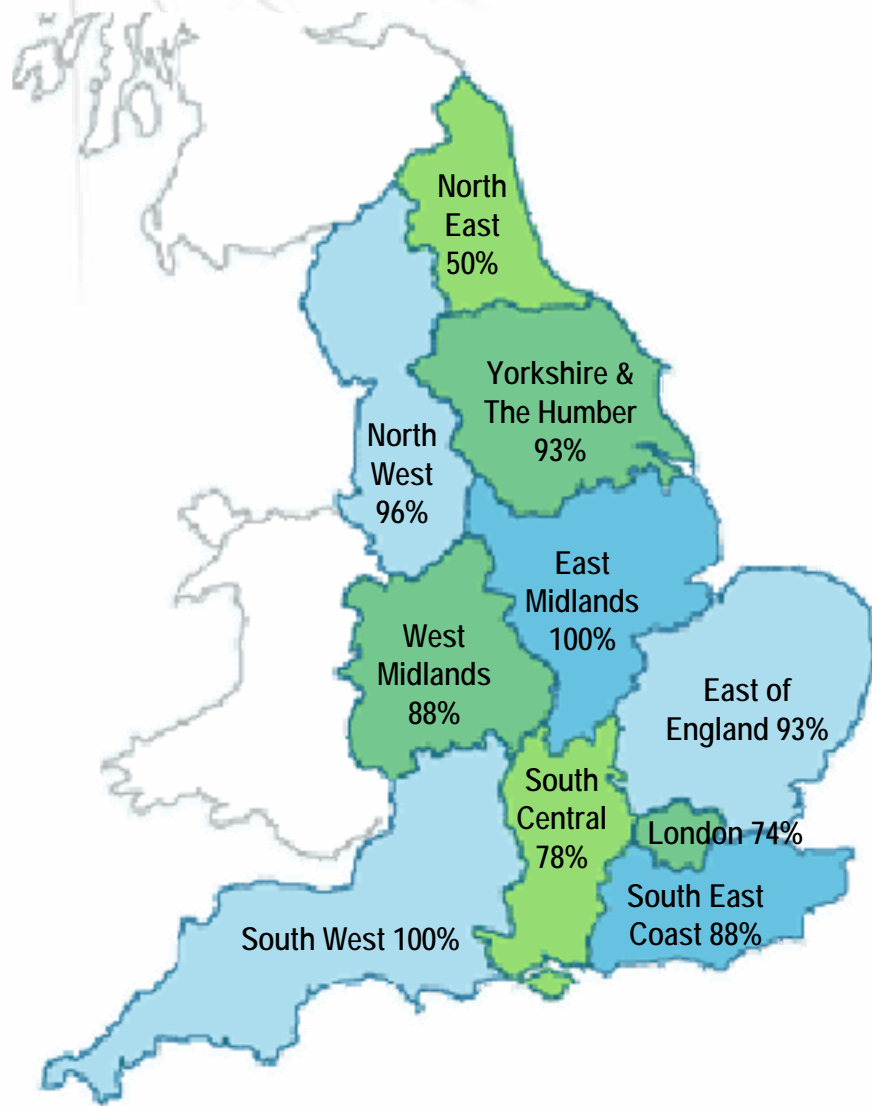 North
East
50%
Yorkshire &
The Humber
93%
North
West
96%
East
Midlands
100%
West
Midlands
88%
East of
England 93%
South
Central
78%
London 74%
South East
Coast 88%
South West 100%